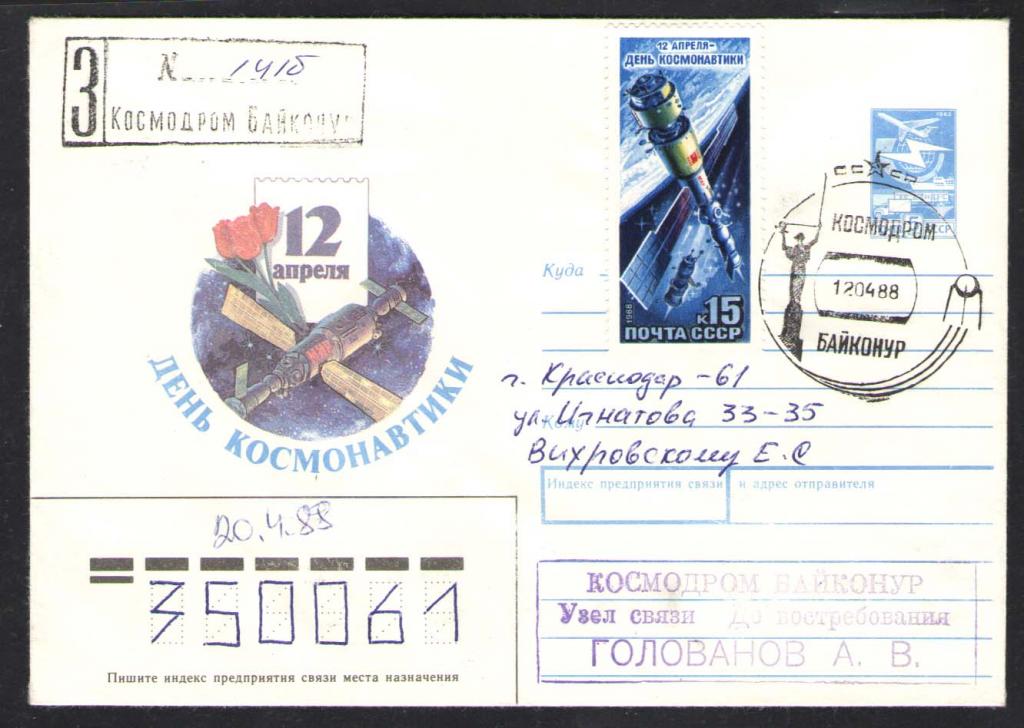 З
N 1415
Космодром Байконур
12 АПРЕЛЯ-
ДЕНЬ КОСМОНАВТИКИ
1988
к15
ПОЧТА СССР
1982
СССР
КОСМОДРОМ
120488
БАЙКОНУР
12
апреля
ДЕНЬ КОСМОНАВТИКИ
Куда
г. Краснодар-61
ул. Игнатова 33-35
Кому
Вихровскому Е.С
Индекс предприятия связи и адрес отправителя
20.4.88
350061
Пишите индекс предприятия связи места назначения
КОСМОДРОМ БАЙКОНУР
Узел связи До востребования
ГОЛОВАНОВ А. В.